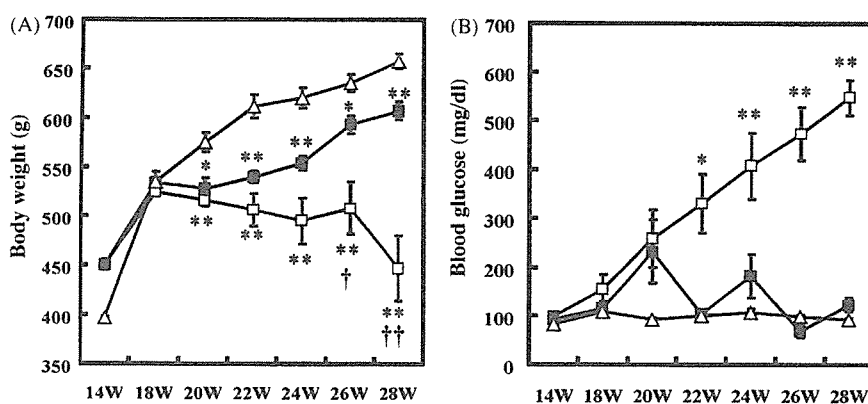 (A)
700
650
600
550
500
450
400
350
Body weight (g)
* ** ** * **
** ** ** ** **
† ††
14W 18W 20W 22W 24W 26W 28W
(B)
700
600
500
400
300
200
100
0
Blood glucose (mg/dl)
* ** ** **
14W 18W 20W 22W 24W 26W 28W